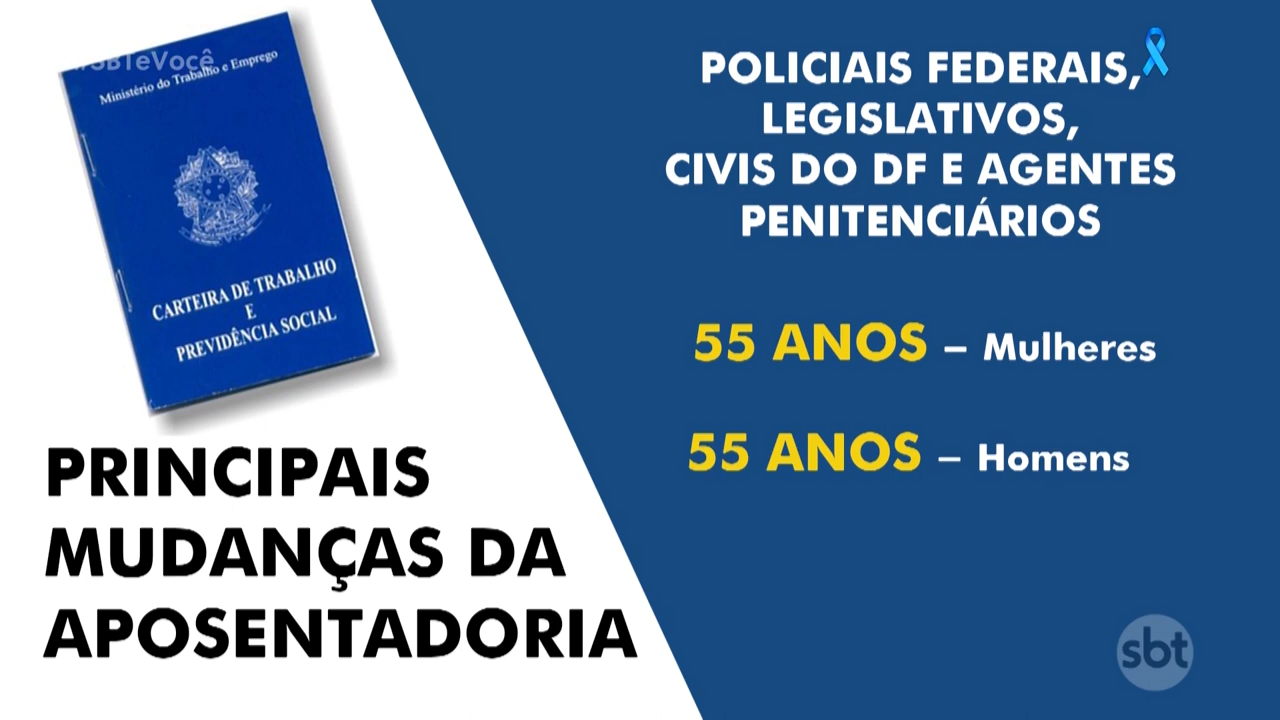 #SBTeVocê
Ministério do Trabalho e Emprego
CARTEIRA DE TRABALHO
E
PREVIDÊNCIA SOCIAL
PRINCIPAIS
MUDANÇAS DA
APOSENTADORIA
POLICIAIS FEDERAIS,
LEGISLATIVOS,
CIVIS DO DF E AGENTES
PENITENCIÁRIOS
55 ANOS – Mulheres
55 ANOS – Homens
sbt